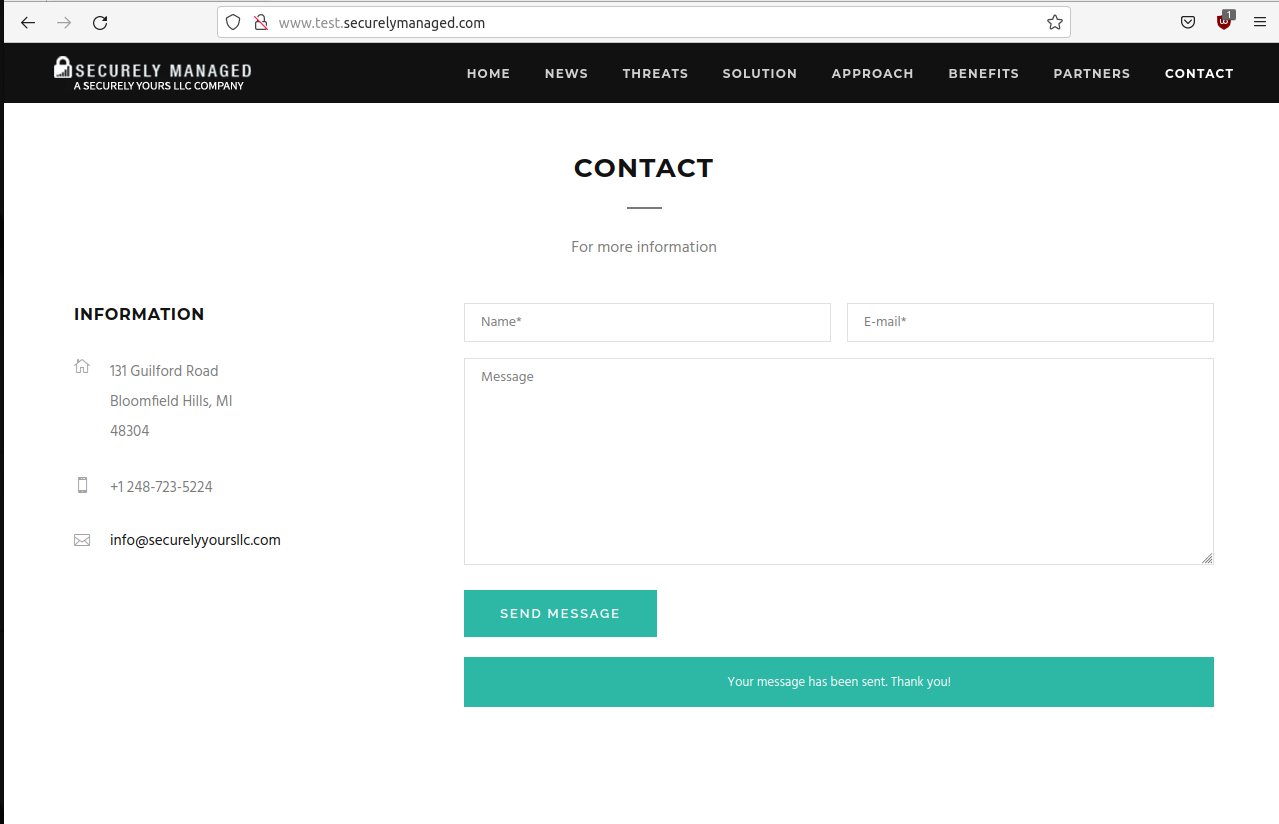 www.test.securelymanaged.com
1
SECURELY MANAGED
A SECURELY YOURS LLC COMPANY
HOME NEWS THREATS SOLUTION APPROACH BENEFITS PARTNERS CONTACT
CONTACT
For more information
INFORMATION
131 Guilford Road
Bloomfield Hills, MI
48304
+1 248-723-5224
info@securelyyoursllc.com
Name*
E-mail*
Message
SEND MESSAGE
Your message has been sent. Thank you!